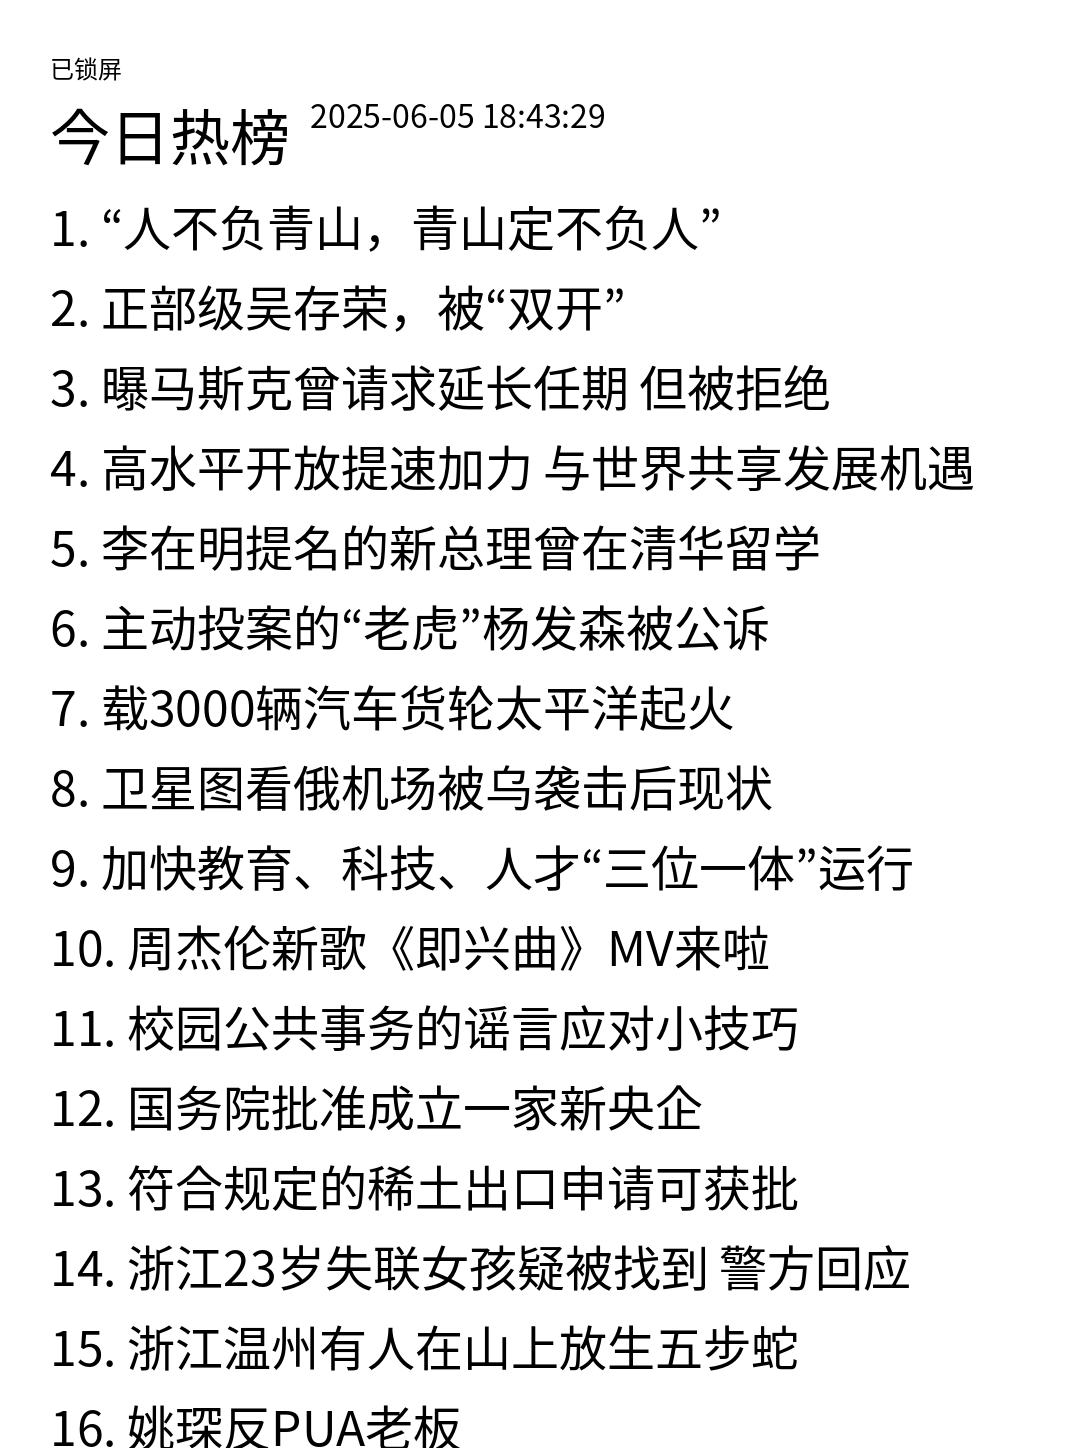 已锁屏
今日热榜 2025-06-05 18:43:29
1. “人不负青山，青山定不负人”
2. 正部级吴存荣，被“双开”
3. 曝马斯克曾请求延长任期 但被拒绝
4. 高水平开放提速加力 与世界共享发展机遇
5. 李在明提名的新总理曾在清华留学
6. 主动投案的“老虎”杨发森被公诉
7. 载3000辆汽车货轮太平洋起火
8. 卫星图看俄机场被乌袭击后现状
9. 加快教育、科技、人才“三位一体”运行
10. 周杰伦新歌《即兴曲》MV来啦
11. 校园公共事务的谣言应对小技巧
12. 国务院批准成立一家新央企
13. 符合规定的稀土出口申请可获批
14. 浙江23岁失联女孩疑被找到 警方回应
15. 浙江温州有人在山上放生五步蛇
16. 姚琛反PUA老板